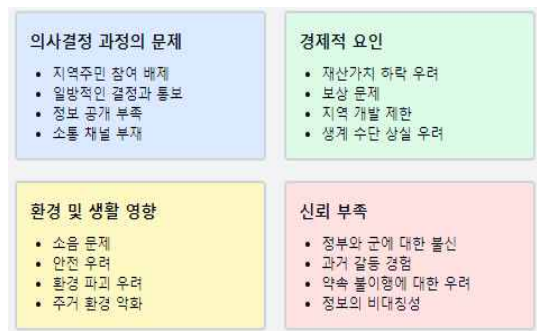 의사결정 과정의 문제
• 지역주민 참여 배제
• 일방적인 결정과 통보
• 정보 공개 부족
• 소통 채널 부재
경제적 요인
• 재산가치 하락 우려
• 보상 문제
• 지역 개발 제한
• 생계 수단 상실 우려
환경 및 생활 영향
• 소음 문제
• 안전 우려
• 환경 파괴 우려
• 주거 환경 악화
신뢰 부족
• 정부와 군에 대한 불신
• 과거 갈등 경험
• 약속 불이행에 대한 우려
• 정보의 비대칭성